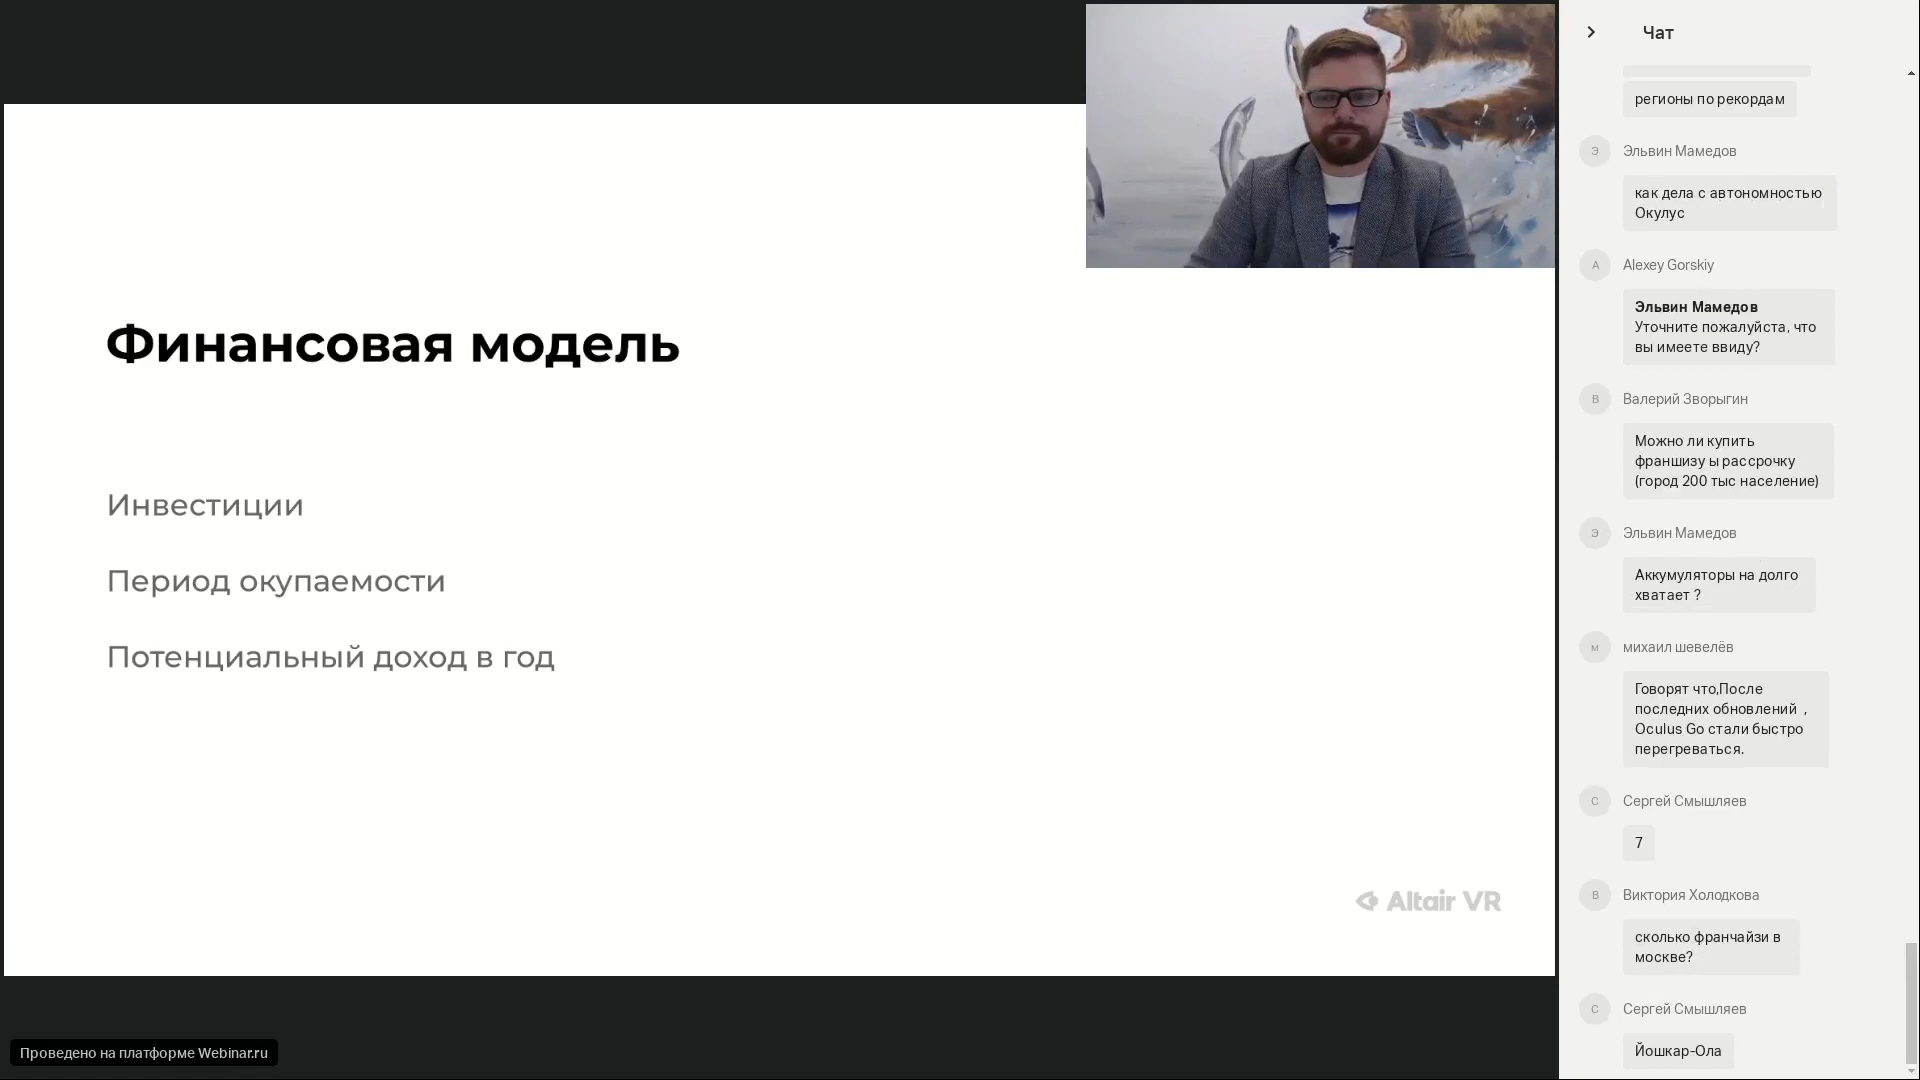 Финансовая модель
Инвестиции
Период окупаемости
Потенциальный доход в год
Altair VR
Проведено на платформе Webinar.ru
Чат
регионы по рекордам
Э
Эльвин Мамедов
как дела с автономностью
Окулус
A
Alexey Gorskiy
Эльвин Мамедов
Уточните пожалуйста, что
вы имеете ввиду?
В
Валерий Зворыгин
Можно ли купить
франшизу ы рассрочку
(город 200 тыс население)
Э
Эльвин Мамедов
Аккумуляторы на долго
хватает ?
м
михаил шевелёв
Говорят что,После
последних обновлений ,
Oculus Go стали быстро
перегреваться.
С
Сергей Смышляев
7
В
Виктория Холодкова
сколько франчайзи в
москве?
С
Сергей Смышляев
Йошкар-Ола